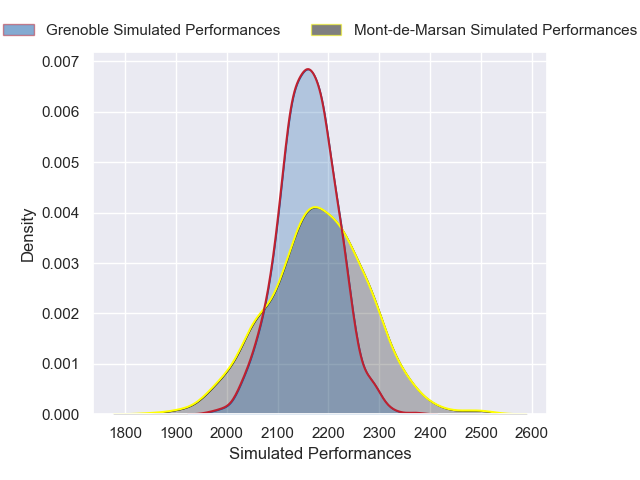 Grenoble Simulated Performances
Mont-de-Marsan Simulated Performances
0.007
0.006
0.005
0.004
0.003
0.002
0.001
0.000
Density
1800 1900 2000 2100 2200 2300 2400 2500 2600
Simulated Performances